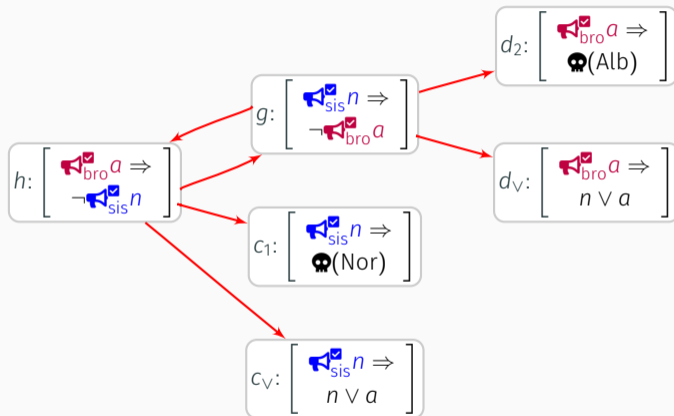 d₂: [ bro a ⇒
(Alb) ]
g: [ sis n ⇒
¬ bro a ]
h: [ bro a ⇒
¬ sis n ]
d∨: [ bro a ⇒
n ∨ a ]
c₁: [ sis n ⇒
(Nor) ]
c∨: [ sis n ⇒
n ∨ a ]